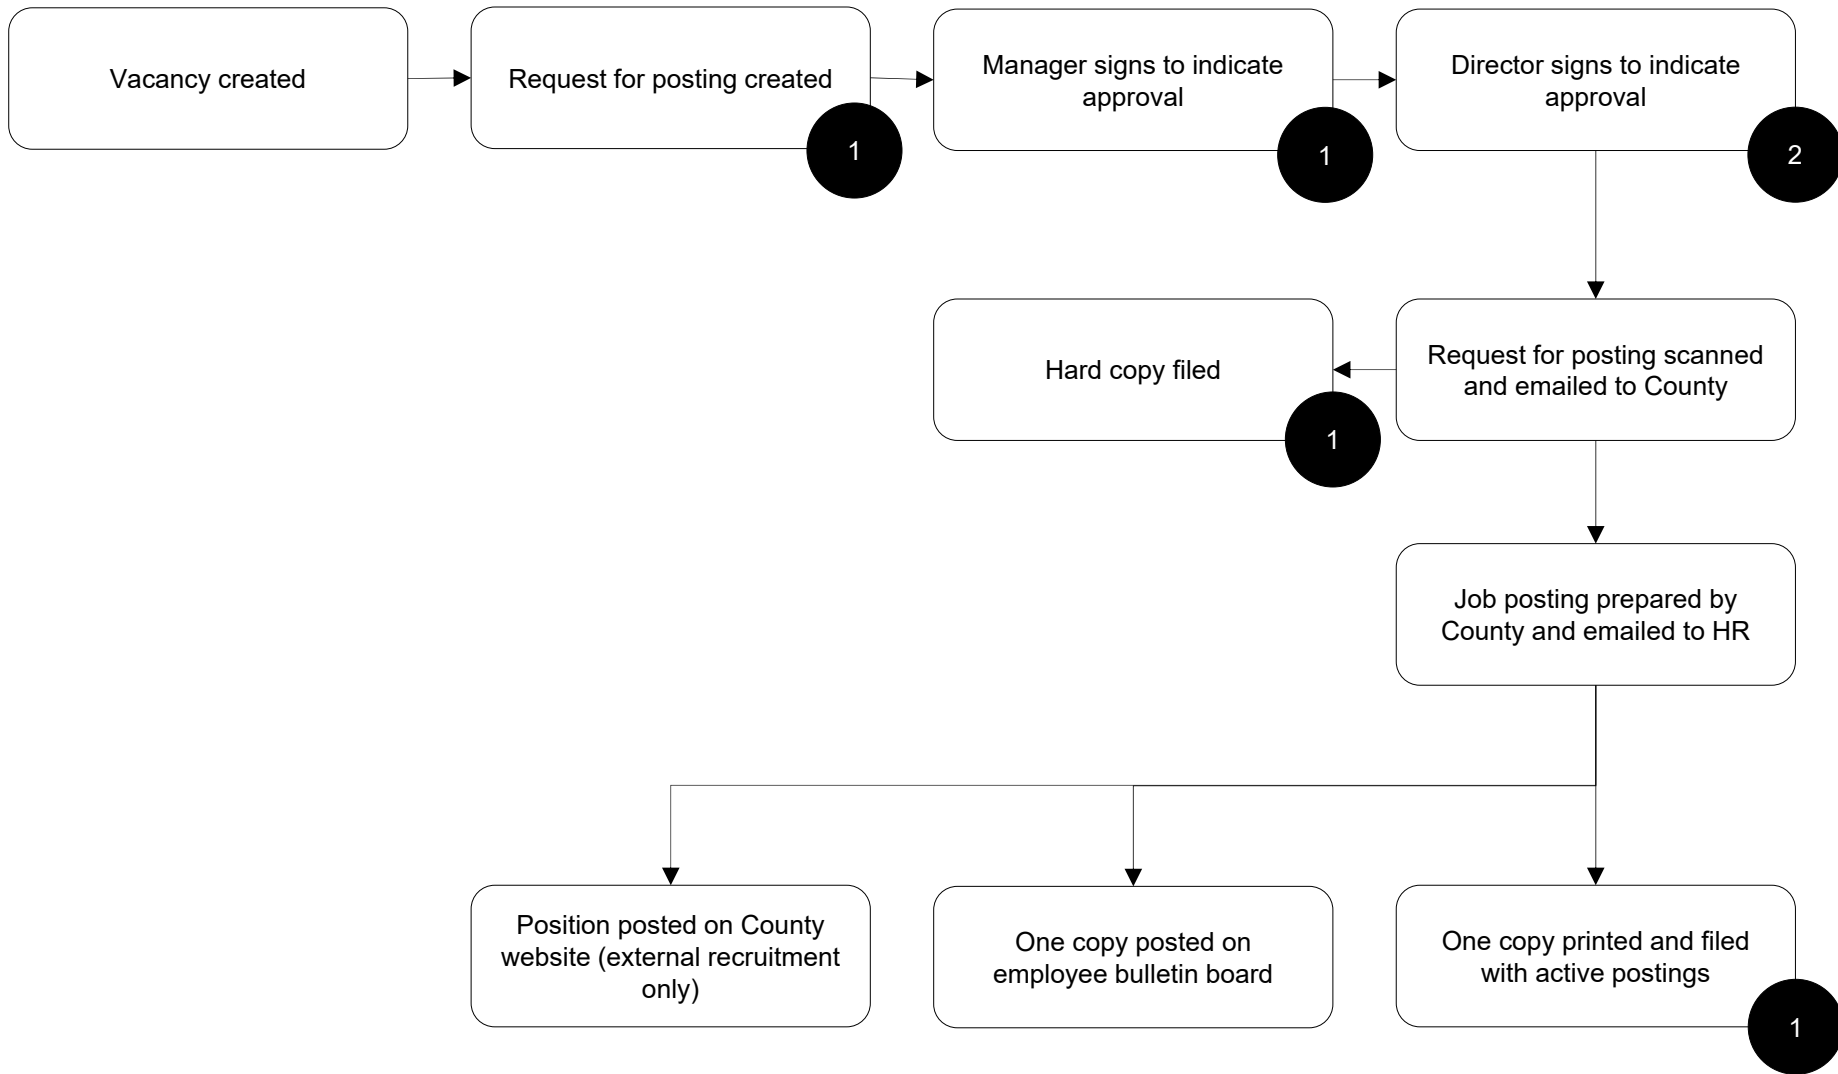 Vacancy created
Request for posting created
1
Manager signs to indicate
approval
1
Director signs to indicate
approval
2
Hard copy filed
1
Request for posting scanned
and emailed to County
Job posting prepared by
County and emailed to HR
Position posted on County
website (external recruitment
only)
One copy posted on
employee bulletin board
One copy printed and filed
with active postings
1